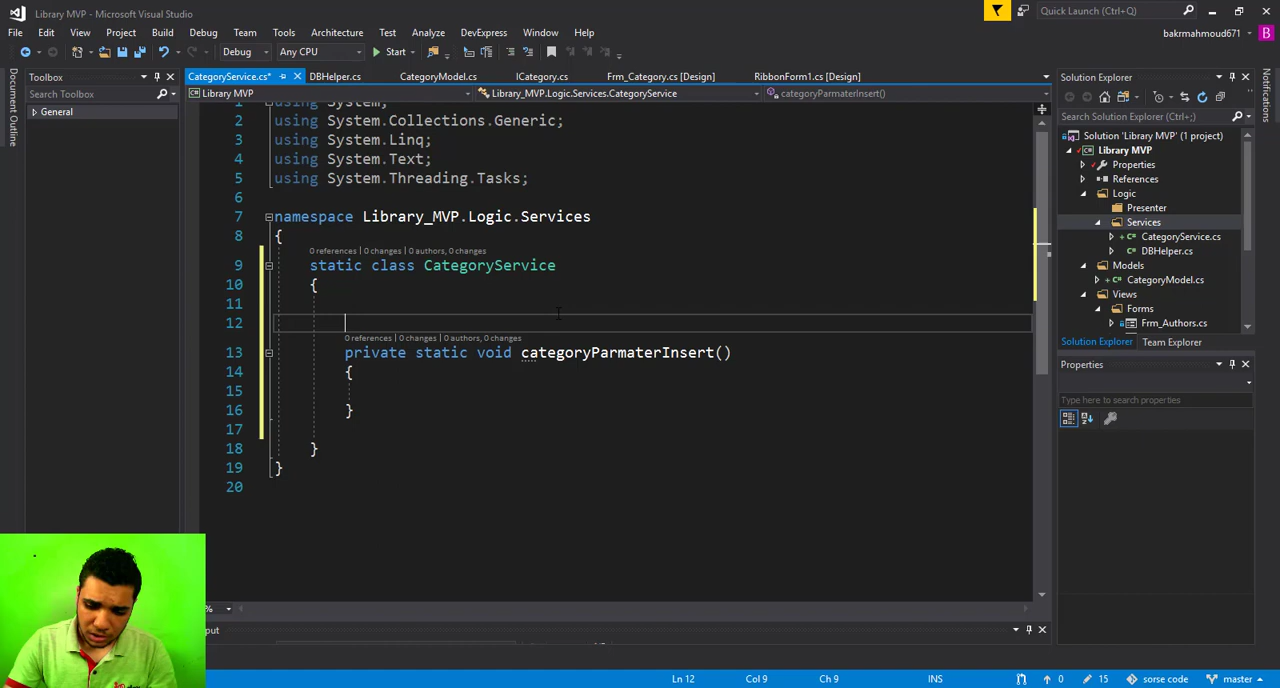 Library MVP - Microsoft Visual Studio
Quick Launch (Ctrl+Q)
File Edit View Project Build Debug Team Tools Architecture Test Analyze DevExpress Window Help
bakrmahmoud671 B
Debug Any CPU Start
Document Outline
Toolbox
Search Toolbox
General
CategoryService.cs* DBHelper.cs CategoryModel.cs ICategory.cs Frm_Category.cs [Design] RibbonForm1.cs [Design]
Library MVP Library_MVP.Logic.Services.CategoryService categoryParmaterInsert()
1 using System;
2 using System.Collections.Generic;
3 using System.Linq;
4 using System.Text;
5 using System.Threading.Tasks;
6
7 namespace Library_MVP.Logic.Services
8 {
0 references | 0 changes | 0 authors, 0 changes
9 static class CategoryService
10 {
11
12
0 references | 0 changes | 0 authors, 0 changes
13 private static void categoryParmaterInsert()
14 {
15
16 }
17
18 }
19 }
20
Solution Explorer
Search Solution Explorer (Ctrl+;)
Solution 'Library MVP' (1 project)
Library MVP
Properties
References
Logic
Presenter
Services
CategoryService.cs
DBHelper.cs
Models
CategoryModel.cs
Views
Forms
Frm_Authors.cs
Solution Explorer Team Explorer
Properties
Type here to search properties
Notifications
%
put
Ln 12 Col 9 Ch 9 INS 0 15 sorse code master